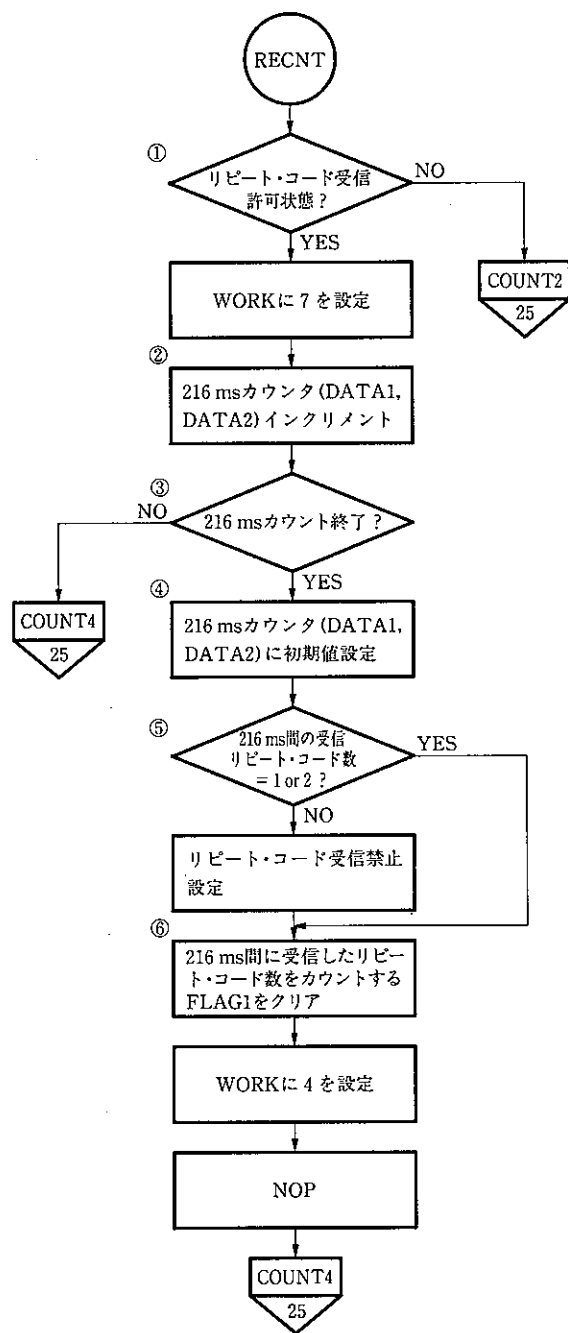 RECNT
①
リピート・コード受信
許可状態？
NO
YES
COUNT2
25
WORKに7を設定
②
216 msカウンタ(DATA1,
DATA2)インクリメント
③
NO
216 msカウント終了？
YES
COUNT4
25
④
216 msカウンタ(DATA1,
DATA2)に初期値設定
⑤
216 ms間の受信
リピート・コード数
＝1 or 2？
YES
NO
リピート・コード受信禁止
設定
⑥
216 ms間に受信したリピー
ト・コード数をカウントする
FLAG1をクリア
WORKに4を設定
NOP
COUNT4
25